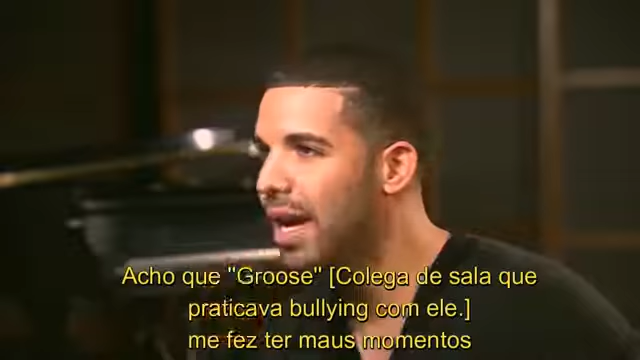 Acho que "Groose" [Colega de sala que
praticava bullying com ele.]
me fez ter maus momentos